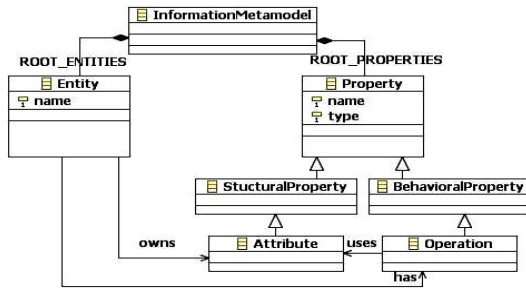 InformationMetamodel
ROOT_ENTITIES
ROOT_PROPERTIES
Entity
name
Property
name
type
StucturalProperty
BehavioralProperty
owns
Attribute
uses
Operation
has